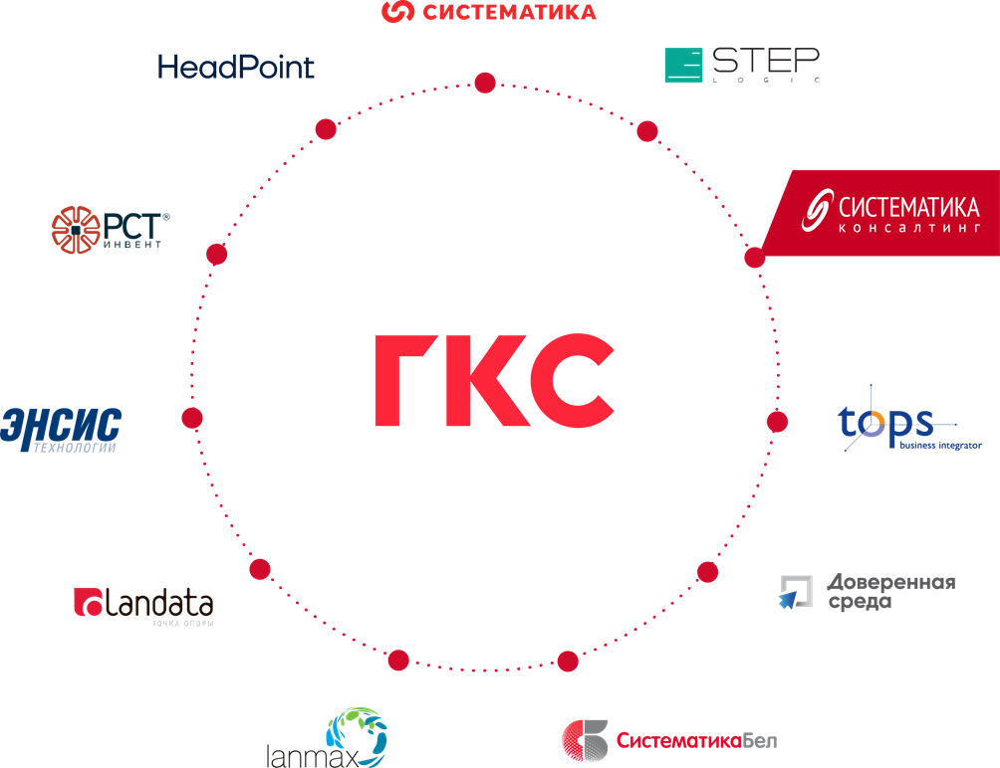 СИСТЕМАТИКА
HeadPoint
STEP
LOGIC
СИСТЕМАТИКА
КОНСАЛТИНГ
РСТ®
ИНВЕНТ
ГКС
ЭНСИС
ТЕХНОЛОГИИ
tops
business integrator
Landata
ТОЧКА ОПОРЫ
Доверенная
среда
lanmax
СистематикаБел